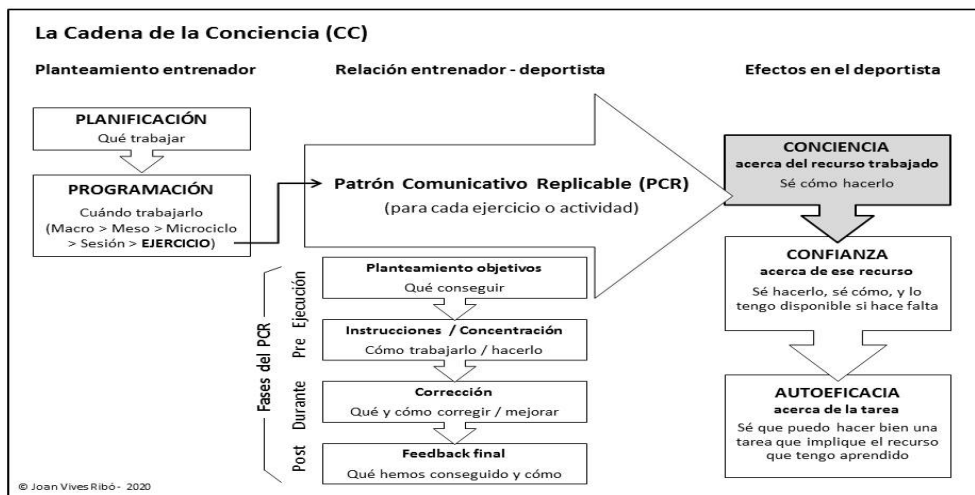 La Cadena de la Conciencia (CC)
Planteamiento entrenador
Relación entrenador - deportista
Efectos en el deportista
PLANIFICACIÓN
Qué trabajar
PROGRAMACIÓN
Cuándo trabajarlo
(Macro > Meso > Microciclo
> Sesión > EJERCICIO)
Patrón Comunicativo Replicable (PCR)
(para cada ejercicio o actividad)
Fases del PCR
Pre Ejecución
Planteamiento objetivos
Qué conseguir
Instrucciones / Concentración
Cómo trabajarlo / hacerlo
Durante
Corrección
Qué y cómo corregir / mejorar
Post
Feedback final
Qué hemos conseguido y cómo
CONCIENCIA
acerca del recurso trabajado
Sé cómo hacerlo
CONFIANZA
acerca de ese recurso
Sé hacerlo, sé cómo, y lo
tengo disponible si hace falta
AUTOEFICACIA
acerca de la tarea
Sé que puedo hacer bien una
tarea que implique el recurso
que tengo aprendido
© Joan Vives Ribó - 2020